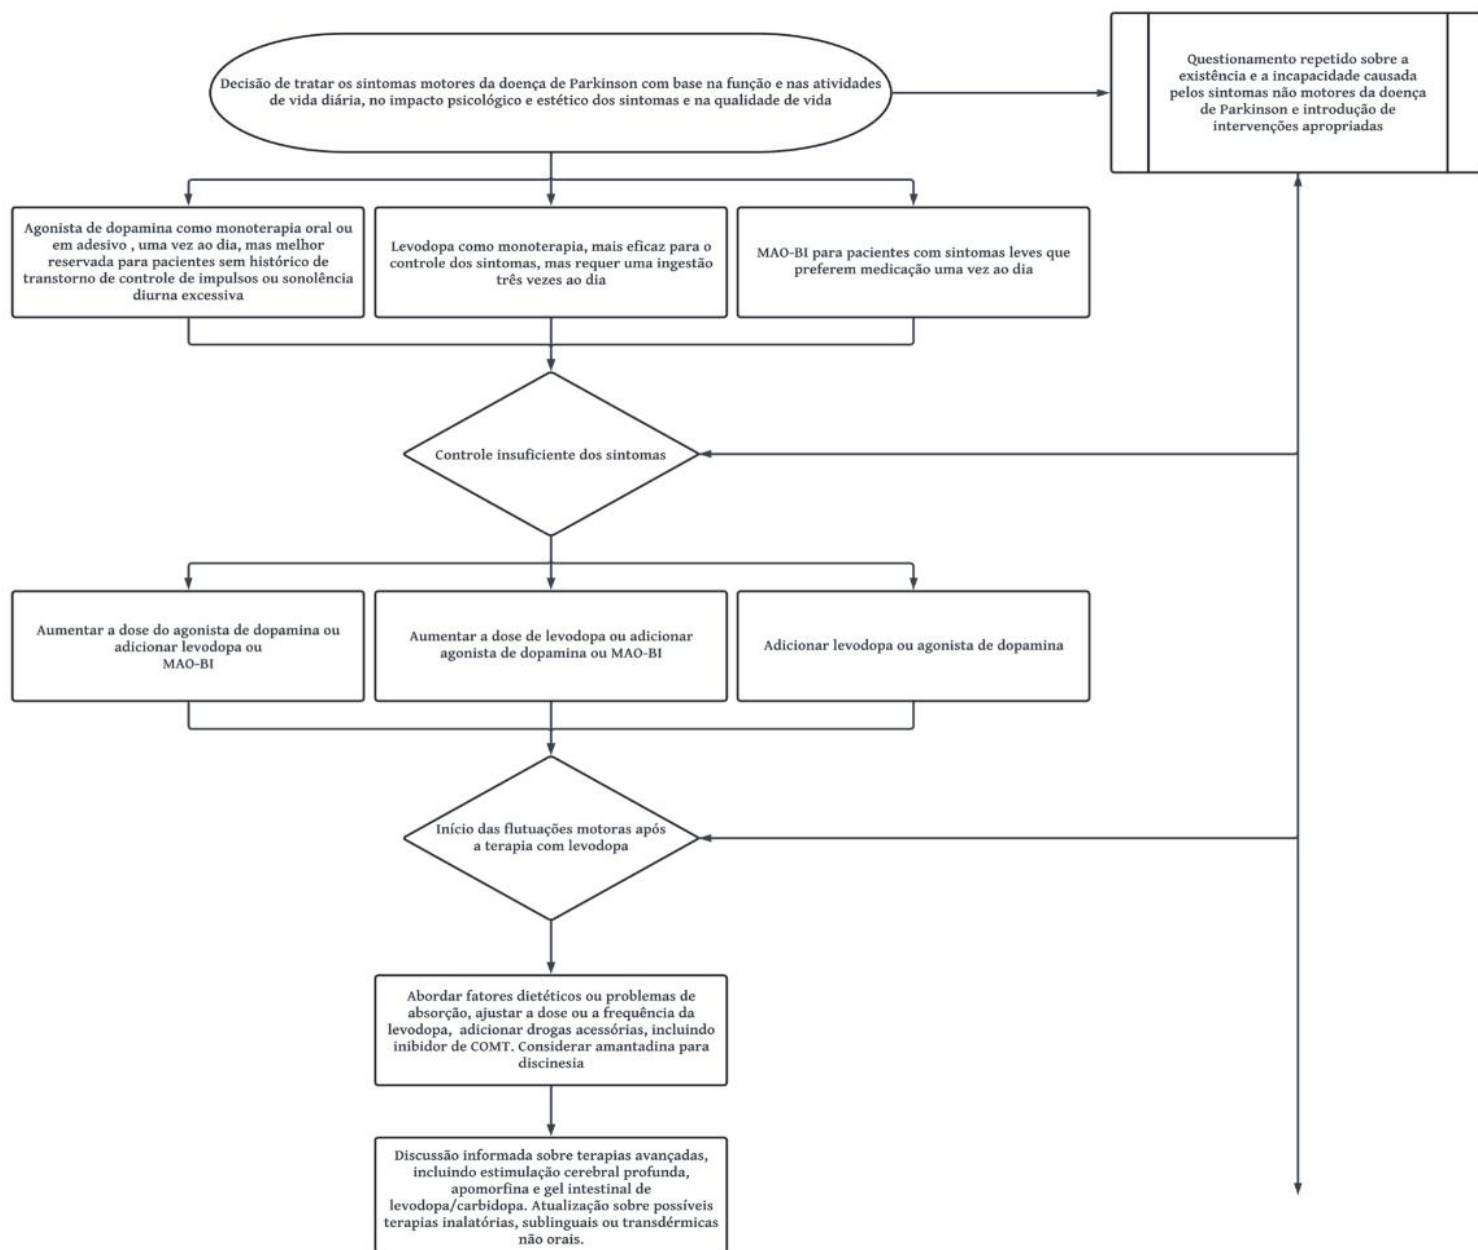 Decisão de tratar os sintomas motores da doença de Parkinson com base na função e nas atividades
de vida diária, no impacto psicológico e estético dos sintomas e na qualidade de vida
Questionamento repetido sobre a
existência e a incapacidade causada
pelos sintomas não motores da doença
de Parkinson e introdução de
intervenções apropriadas
Agonista de dopamina como monoterapia oral ou
em adesivo , uma vez ao dia, mas melhor
reservada para pacientes sem histórico de
transtorno de controle de impulsos ou sonolência
diurna excessiva
Levodopa como monoterapia, mais eficaz para o
controle dos sintomas, mas requer uma ingestão
três vezes ao dia
MAO-BI para pacientes com sintomas leves que
preferem medicação uma vez ao dia
Controle insuficiente dos sintomas
Aumentar a dose do agonista de dopamina ou
adicionar levodopa ou
MAO-BI
Aumentar a dose de levodopa ou adicionar
agonista de dopamina ou MAO-BI
Adicionar levodopa ou agonista de dopamina
Início das flutuações motoras após
a terapia com levodopa
Abordar fatores dietéticos ou problemas de
absorção, ajustar a dose ou a frequência da
levodopa, adicionar drogas acessórias, incluindo
inibidor de COMT. Considerar amantadina para
discinesia
Discussão informada sobre terapias avançadas,
incluindo estimulação cerebral profunda,
apomorfina e gel intestinal de
levodopa/carbidopa. Atualização sobre possíveis
terapias inalatórias, sublinguais ou transdérmicas
não orais.